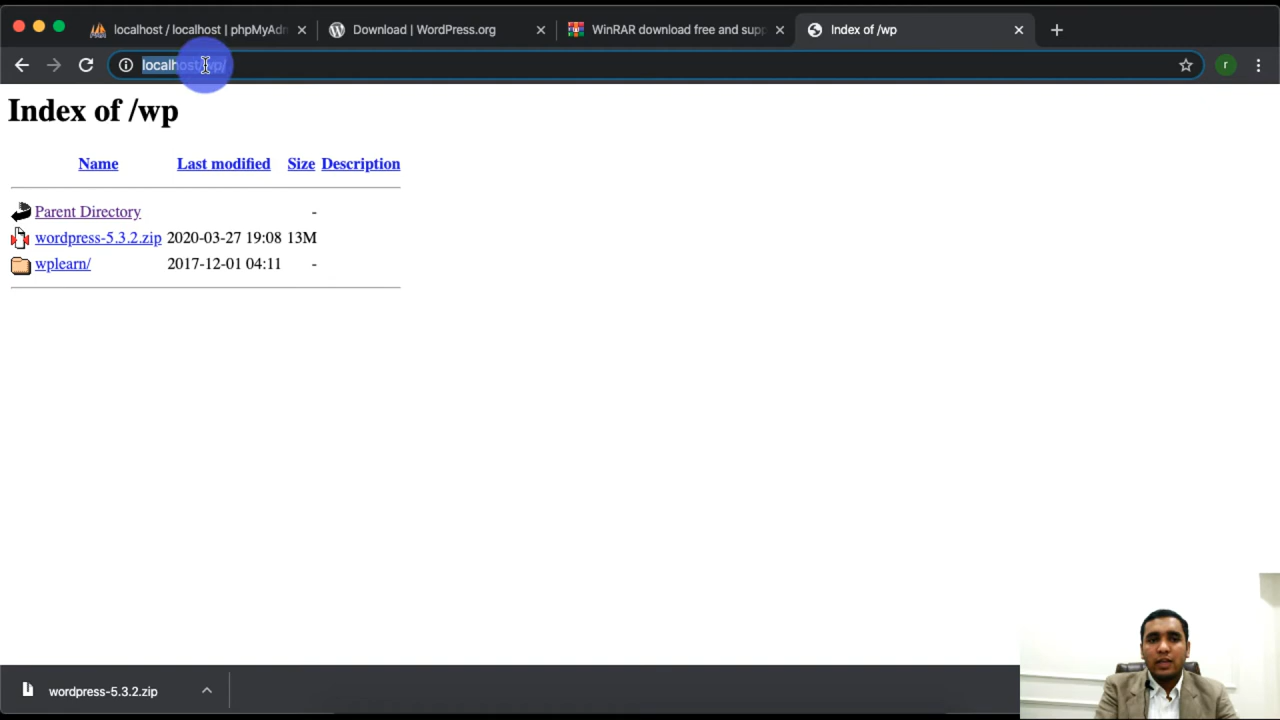 localhost / localhost | phpMyAdm
Download | WordPress.org
WinRAR download free and supp
Index of /wp
localhost/wp/
r
Index of /wp
Name Last modified Size Description
Parent Directory -
wordpress-5.3.2.zip 2020-03-27 19:08 13M
wplearn/ 2017-12-01 04:11 -
wordpress-5.3.2.zip